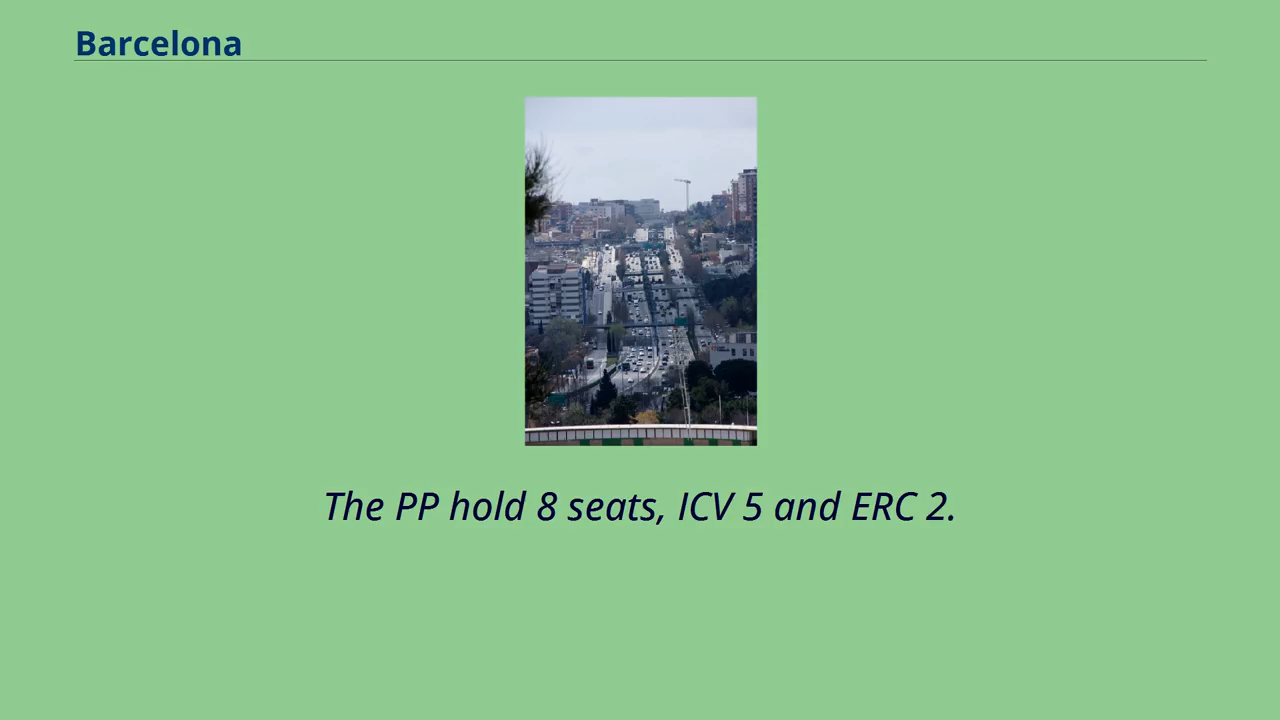 Barcelona
The PP hold 8 seats, ICV 5 and ERC 2.